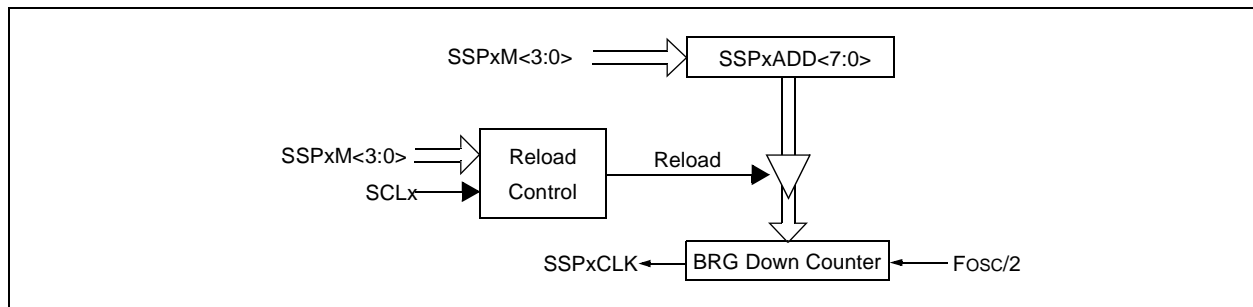 SSPxM<3:0>
SSPxADD<7:0>
SSPxM<3:0>
Reload
Control
Reload
SCLx
SSPxCLK
BRG Down Counter
FOSC/2